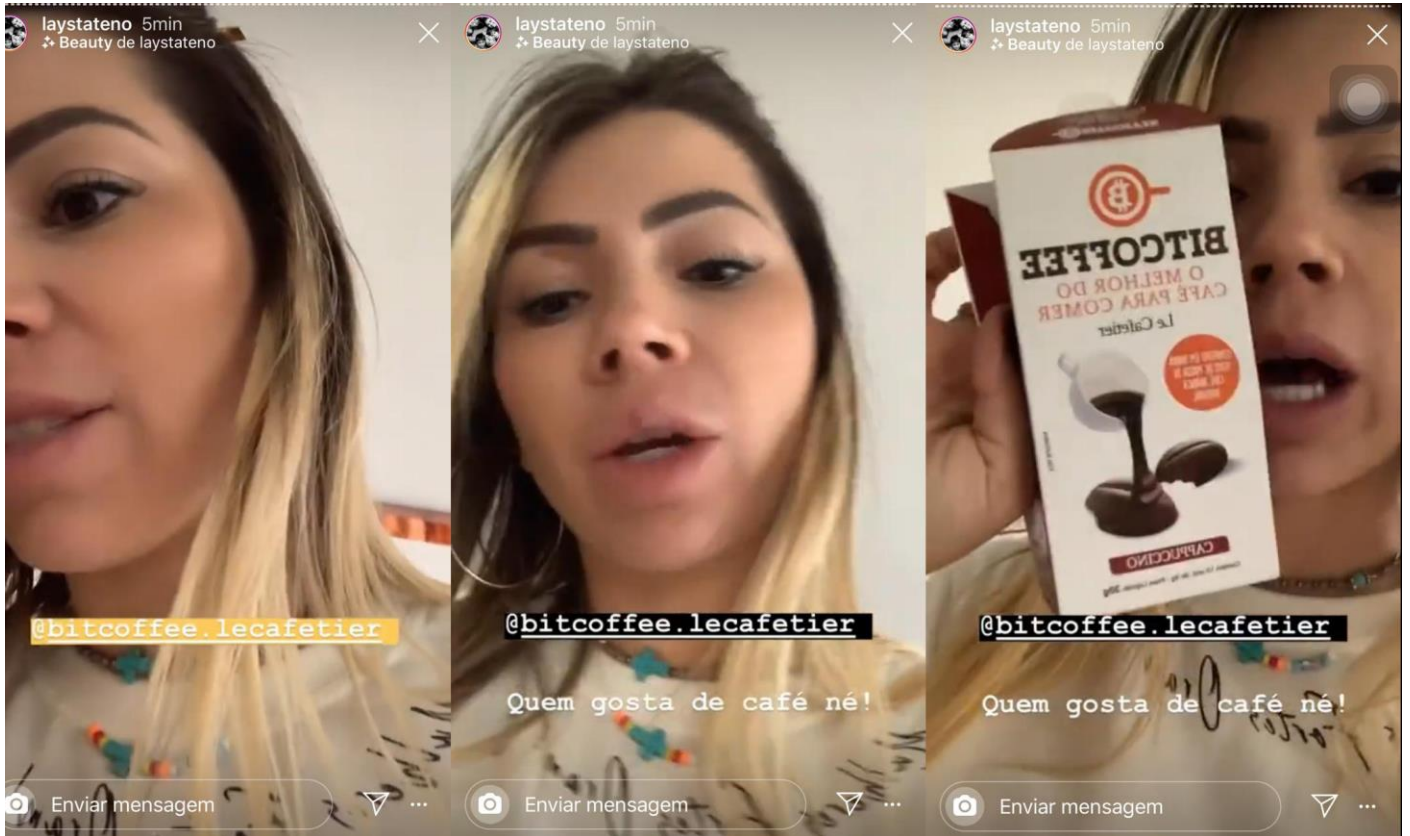 laystateno 5min
Beauty de laystateno
@bitcoffee.lecafetier
Enviar mensagem
laystateno 5min
Beauty de laystateno
@bitcoffee.lecafetier
Quem gosta de café né!
Enviar mensagem
laystateno 5min
Beauty de laystateno
BITCOFFEE
O MELHOR DO
CAFÉ PARA COMER
Le Cafetier
CAPPUCCINO
@bitcoffee.lecafetier
Quem gosta de café né!
Enviar mensagem